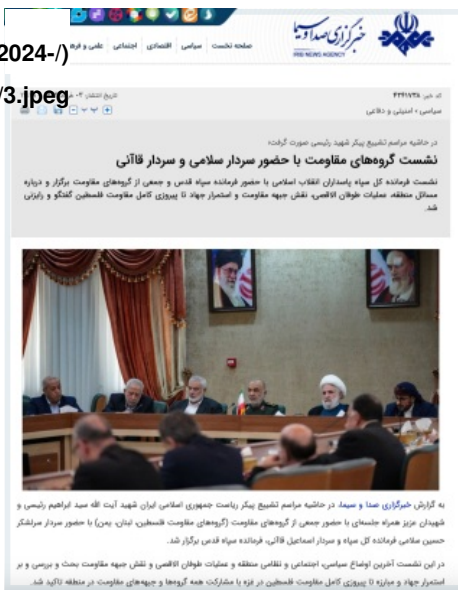 خبرگزاری صداوسیما
IRIB NEWS AGENCY
صفحه نخست سیاسی اقتصادی اجتماعی علمی و
2024-/)
/3.jpeg
کد خبر: ۴۲۴۱۷۳۸
تاریخ انتشار: ۰۳
سیاسی » امنیتی و دفاعی
در حاشیه مراسم تشییع پیکر شهید رئیسی صورت گرفت؛
نشست گروه‌های مقاومت با حضور سردار سلامی و سردار قاآنی
نشست فرمانده کل سپاه پاسداران انقلاب اسلامی با حضور فرمانده سپاه قدس و جمعی از گروه‌های مقاومت برگزار و درباره
مسائل منطقه، عملیات طوفان الاقصی، نقش جبهه مقاومت و استمرار جهاد تا پیروزی کامل مقاومت فلسطین گفتگو و رایزنی
شد.
به گزارش خبرگزاری صدا و سیما، در حاشیه مراسم تشییع پیکر ریاست جمهوری اسلامی ایران شهید آیت الله سید ابراهیم رئیسی و
شهیدان عزیز همراه جلسه‌ای با حضور جمعی از گروه‌های مقاومت (گروه‌های مقاومت فلسطین، لبنان، یمن) با حضور سردار سرلشکر
حسین سلامی فرمانده کل سپاه و سردار اسماعیل قاآنی، فرمانده سپاه قدس برگزار شد.
در این نشست آخرین اوضاع سیاسی، اجتماعی و نظامی منطقه و عملیات طوفان الاقصی و نقش جبهه مقاومت بحث و بررسی و بر
استمرار جهاد و مبارزه تا پیروزی کامل مقاومت فلسطین در غزه با مشارکت همه گروه‌ها و جبهه‌های مقاومت در منطقه تاکید شد.